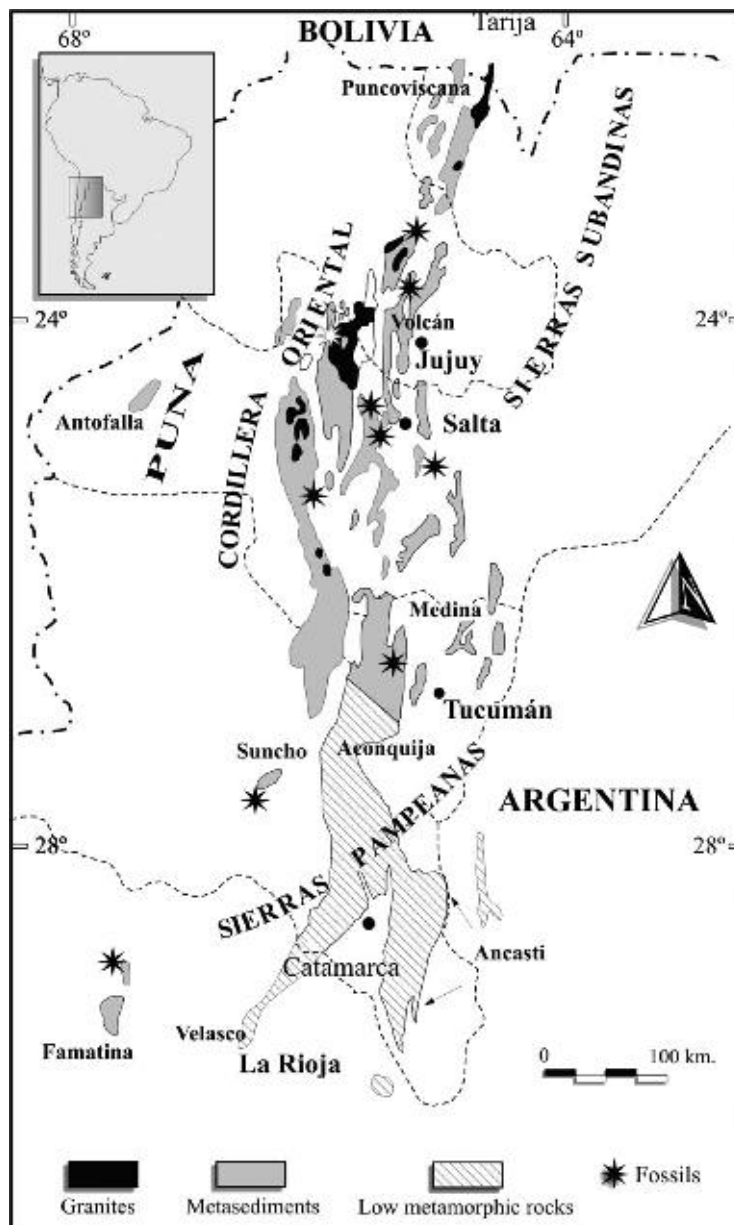 68
64
BOLIVIA
Tarija
Puncoviscana
SIERRAS SUBANDINAS
24º
24º
CORDILLERA ORIENTAL
Volcán
Jujuy
PUNA
Antofalla
Salta
Medina
Tucumán
Suncho
Aconquija
ARGENTINA
28º
28º
SIERRAS PAMPEANAS
Ancasti
Catamarca
Velasco
Famatina
La Rioja
0 100 km.
Granites
Metasediments
Low metamorphic rocks
Fossils